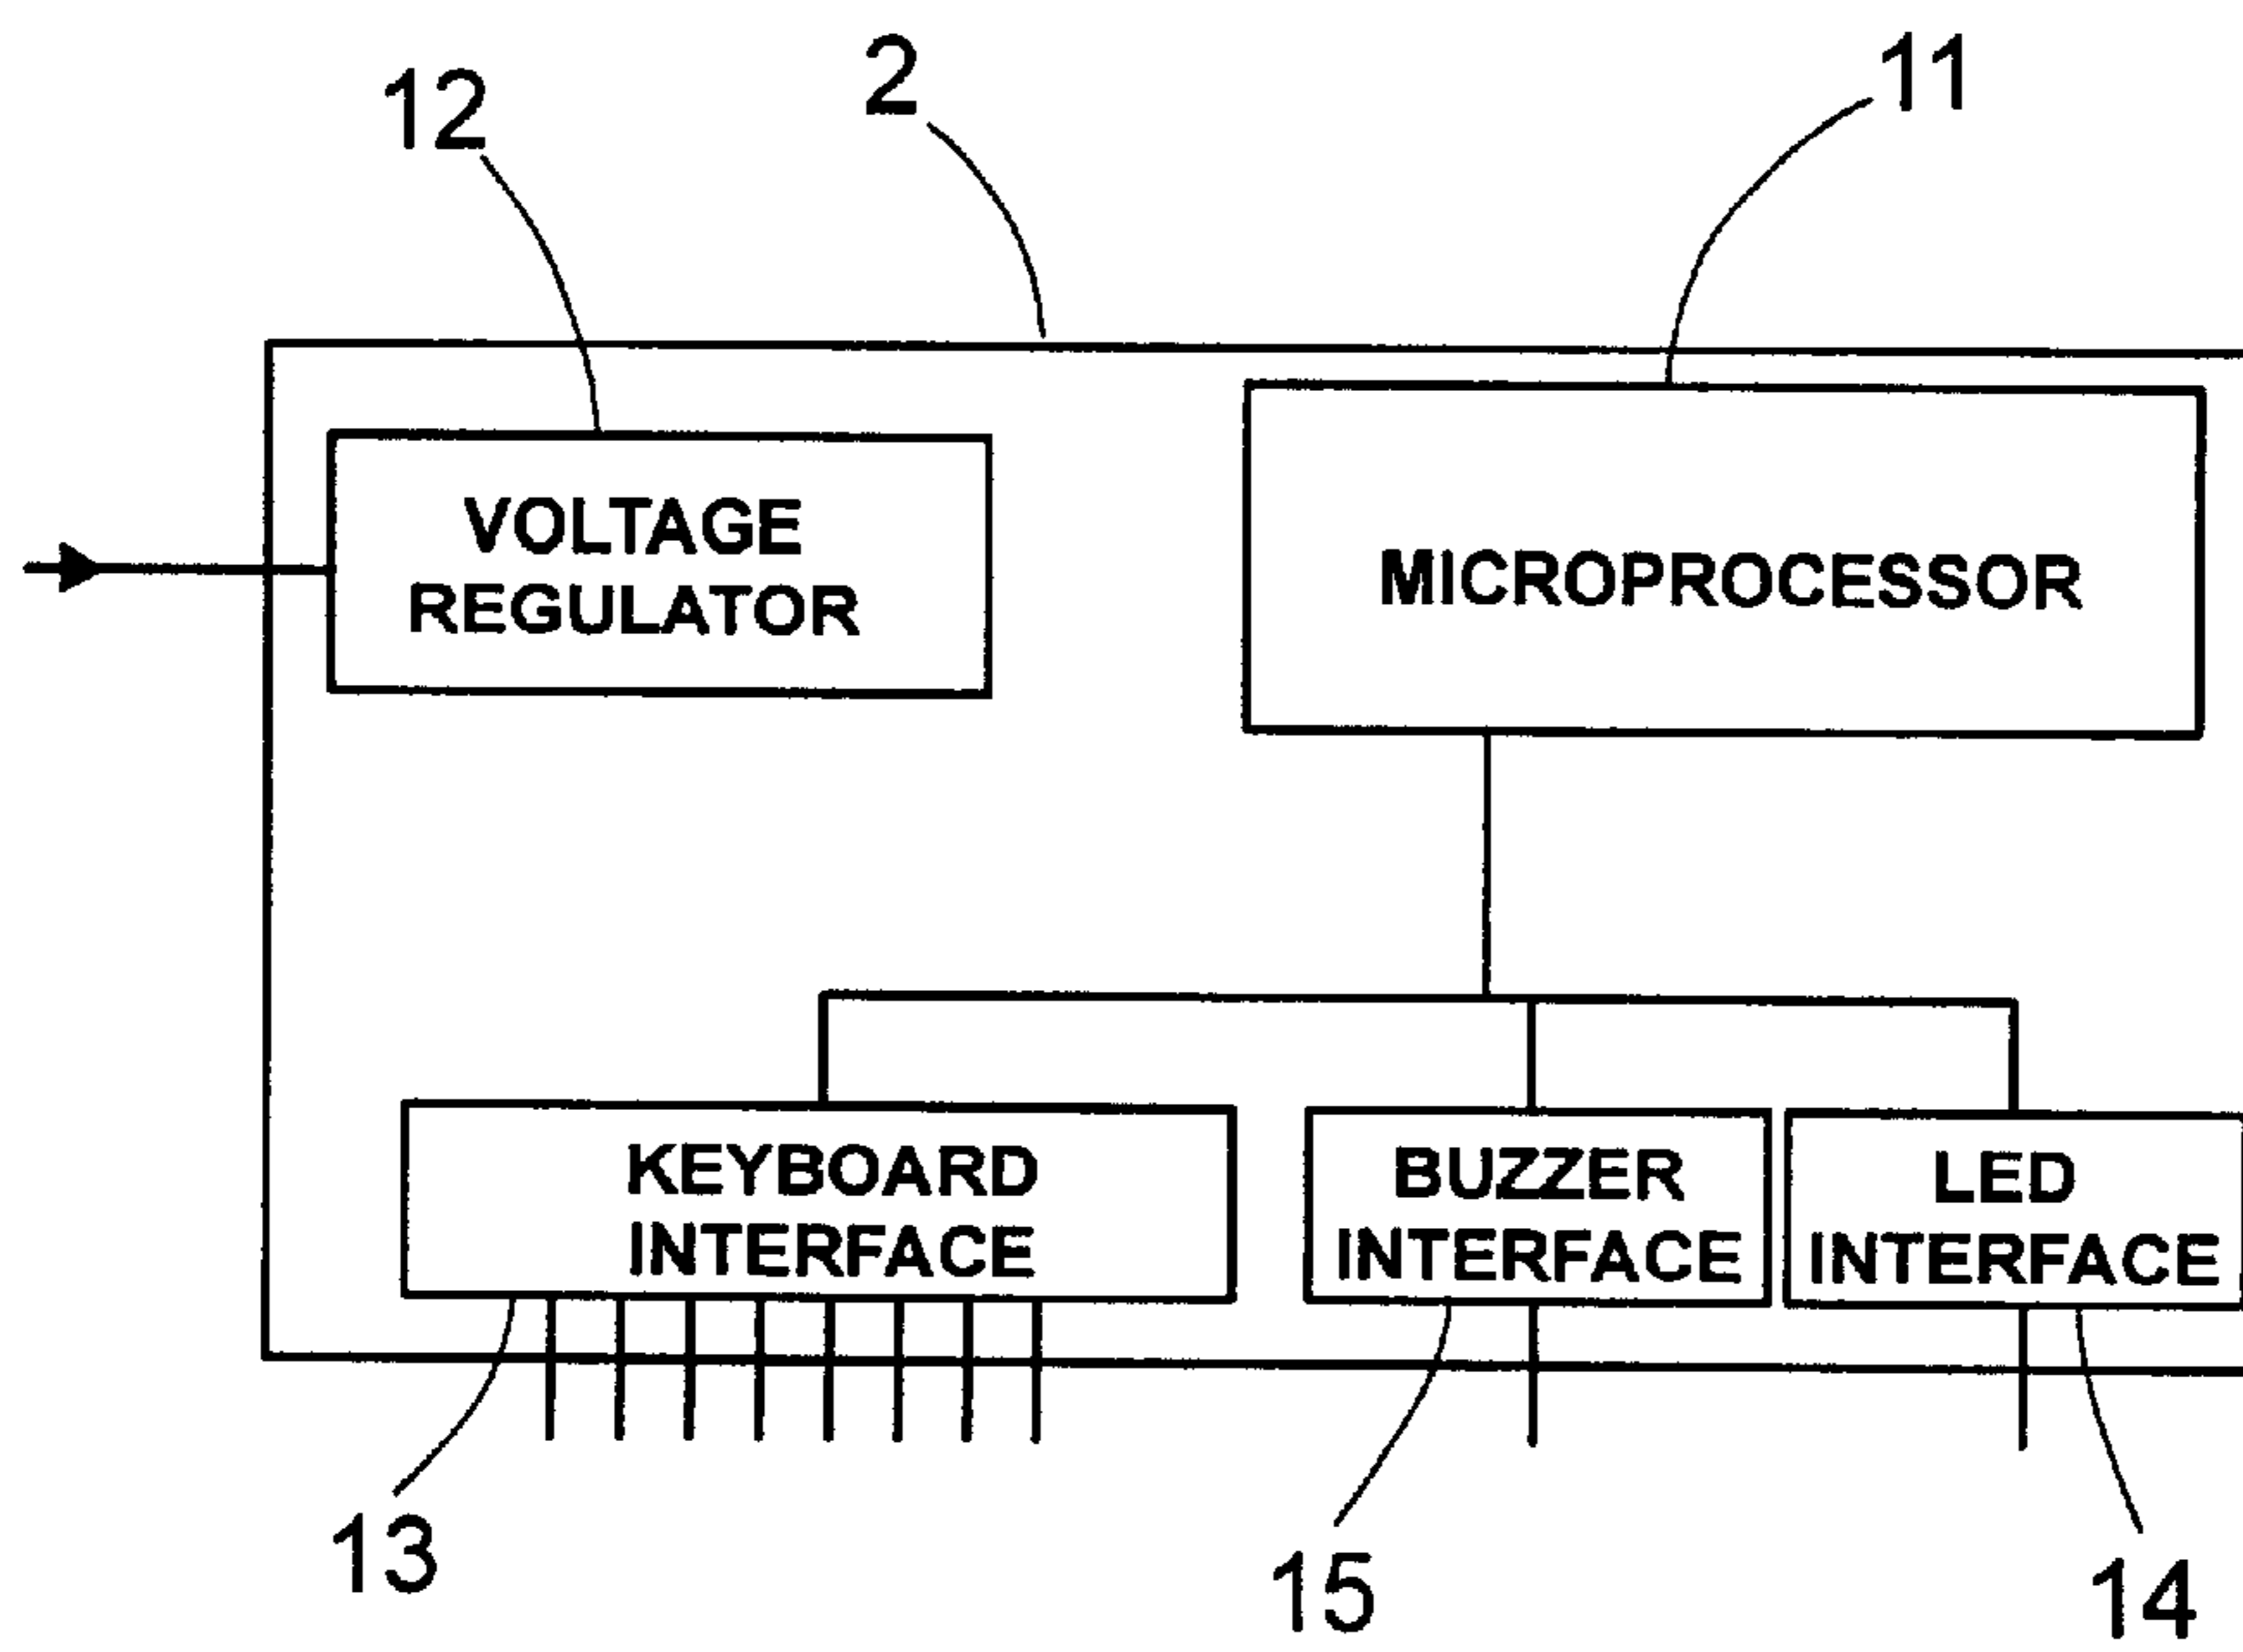 12
2
11
VOLTAGE
REGULATOR
MICROPROCESSOR
KEYBOARD
INTERFACE
BUZZER
INTERFACE
LED
INTERFACE
13
15
14